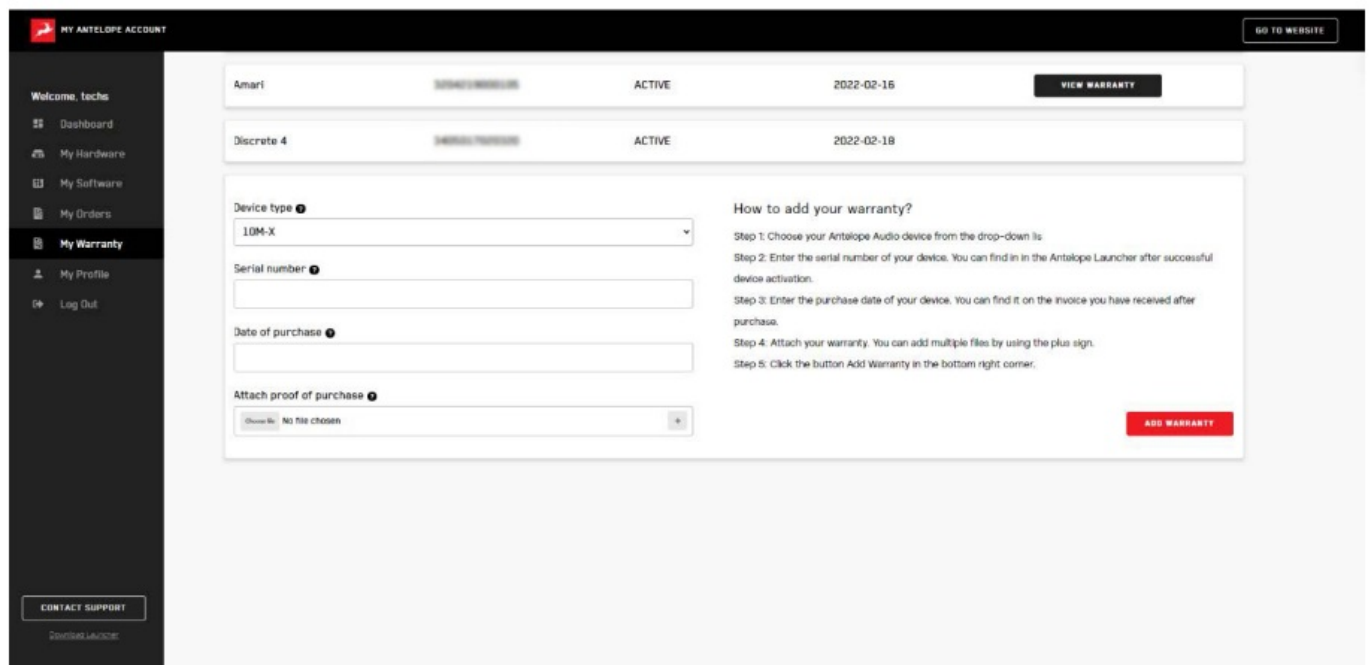 MY ANTELOPE ACCOUNT
GO TO WEBSITE
Welcome, techs
Dashboard
My Hardware
My Software
My Orders
My Warranty
My Profile
Log Out
CONTACT SUPPORT
Download Launcher
Amari ACTIVE 2022-02-16 VIEW WARRANTY
Discrete 4 ACTIVE 2022-02-18
Device type
10M-X
Serial number
Date of purchase
Attach proof of purchase
Choose file No file chosen +
How to add your warranty?
Step 1: Choose your Antelope Audio device from the drop-down lis
Step 2: Enter the serial number of your device. You can find in in the Antelope Launcher after successful
device activation.
Step 3: Enter the purchase date of your device. You can find it on the invoice you have received after
purchase.
Step 4: Attach your warranty. You can add multiple files by using the plus sign.
Step 5: Click the button Add Warranty in the bottom right corner.
ADD WARRANTY